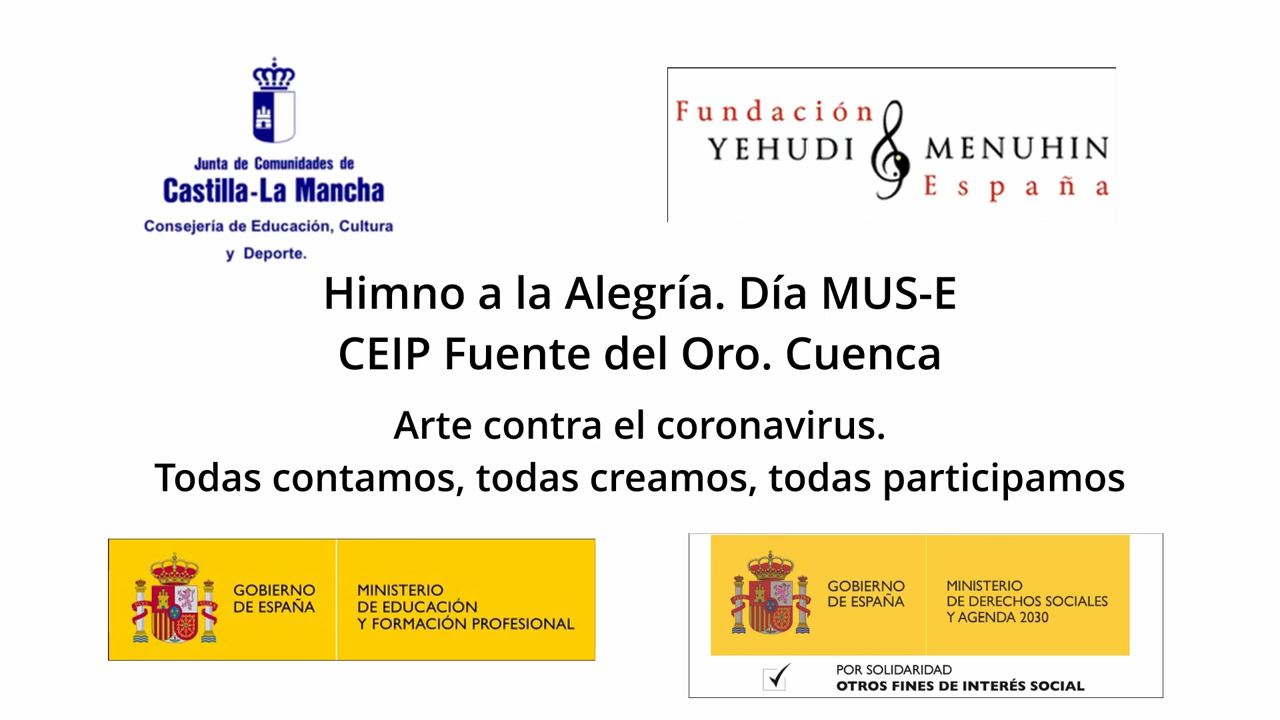 Junta de Comunidades de
Castilla-La Mancha
Consejería de Educación, Cultura
y Deporte.
Fundación
YEHUDI MENUHIN
España
Himno a la Alegría. Día MUS-E
CEIP Fuente del Oro. Cuenca
Arte contra el coronavirus.
Todas contamos, todas creamos, todas participamos
GOBIERNO
DE ESPAÑA
MINISTERIO
DE EDUCACIÓN
Y FORMACIÓN PROFESIONAL
GOBIERNO
DE ESPAÑA
MINISTERIO
DE DERECHOS SOCIALES
Y AGENDA 2030
POR SOLIDARIDAD
OTROS FINES DE INTERÉS SOCIAL